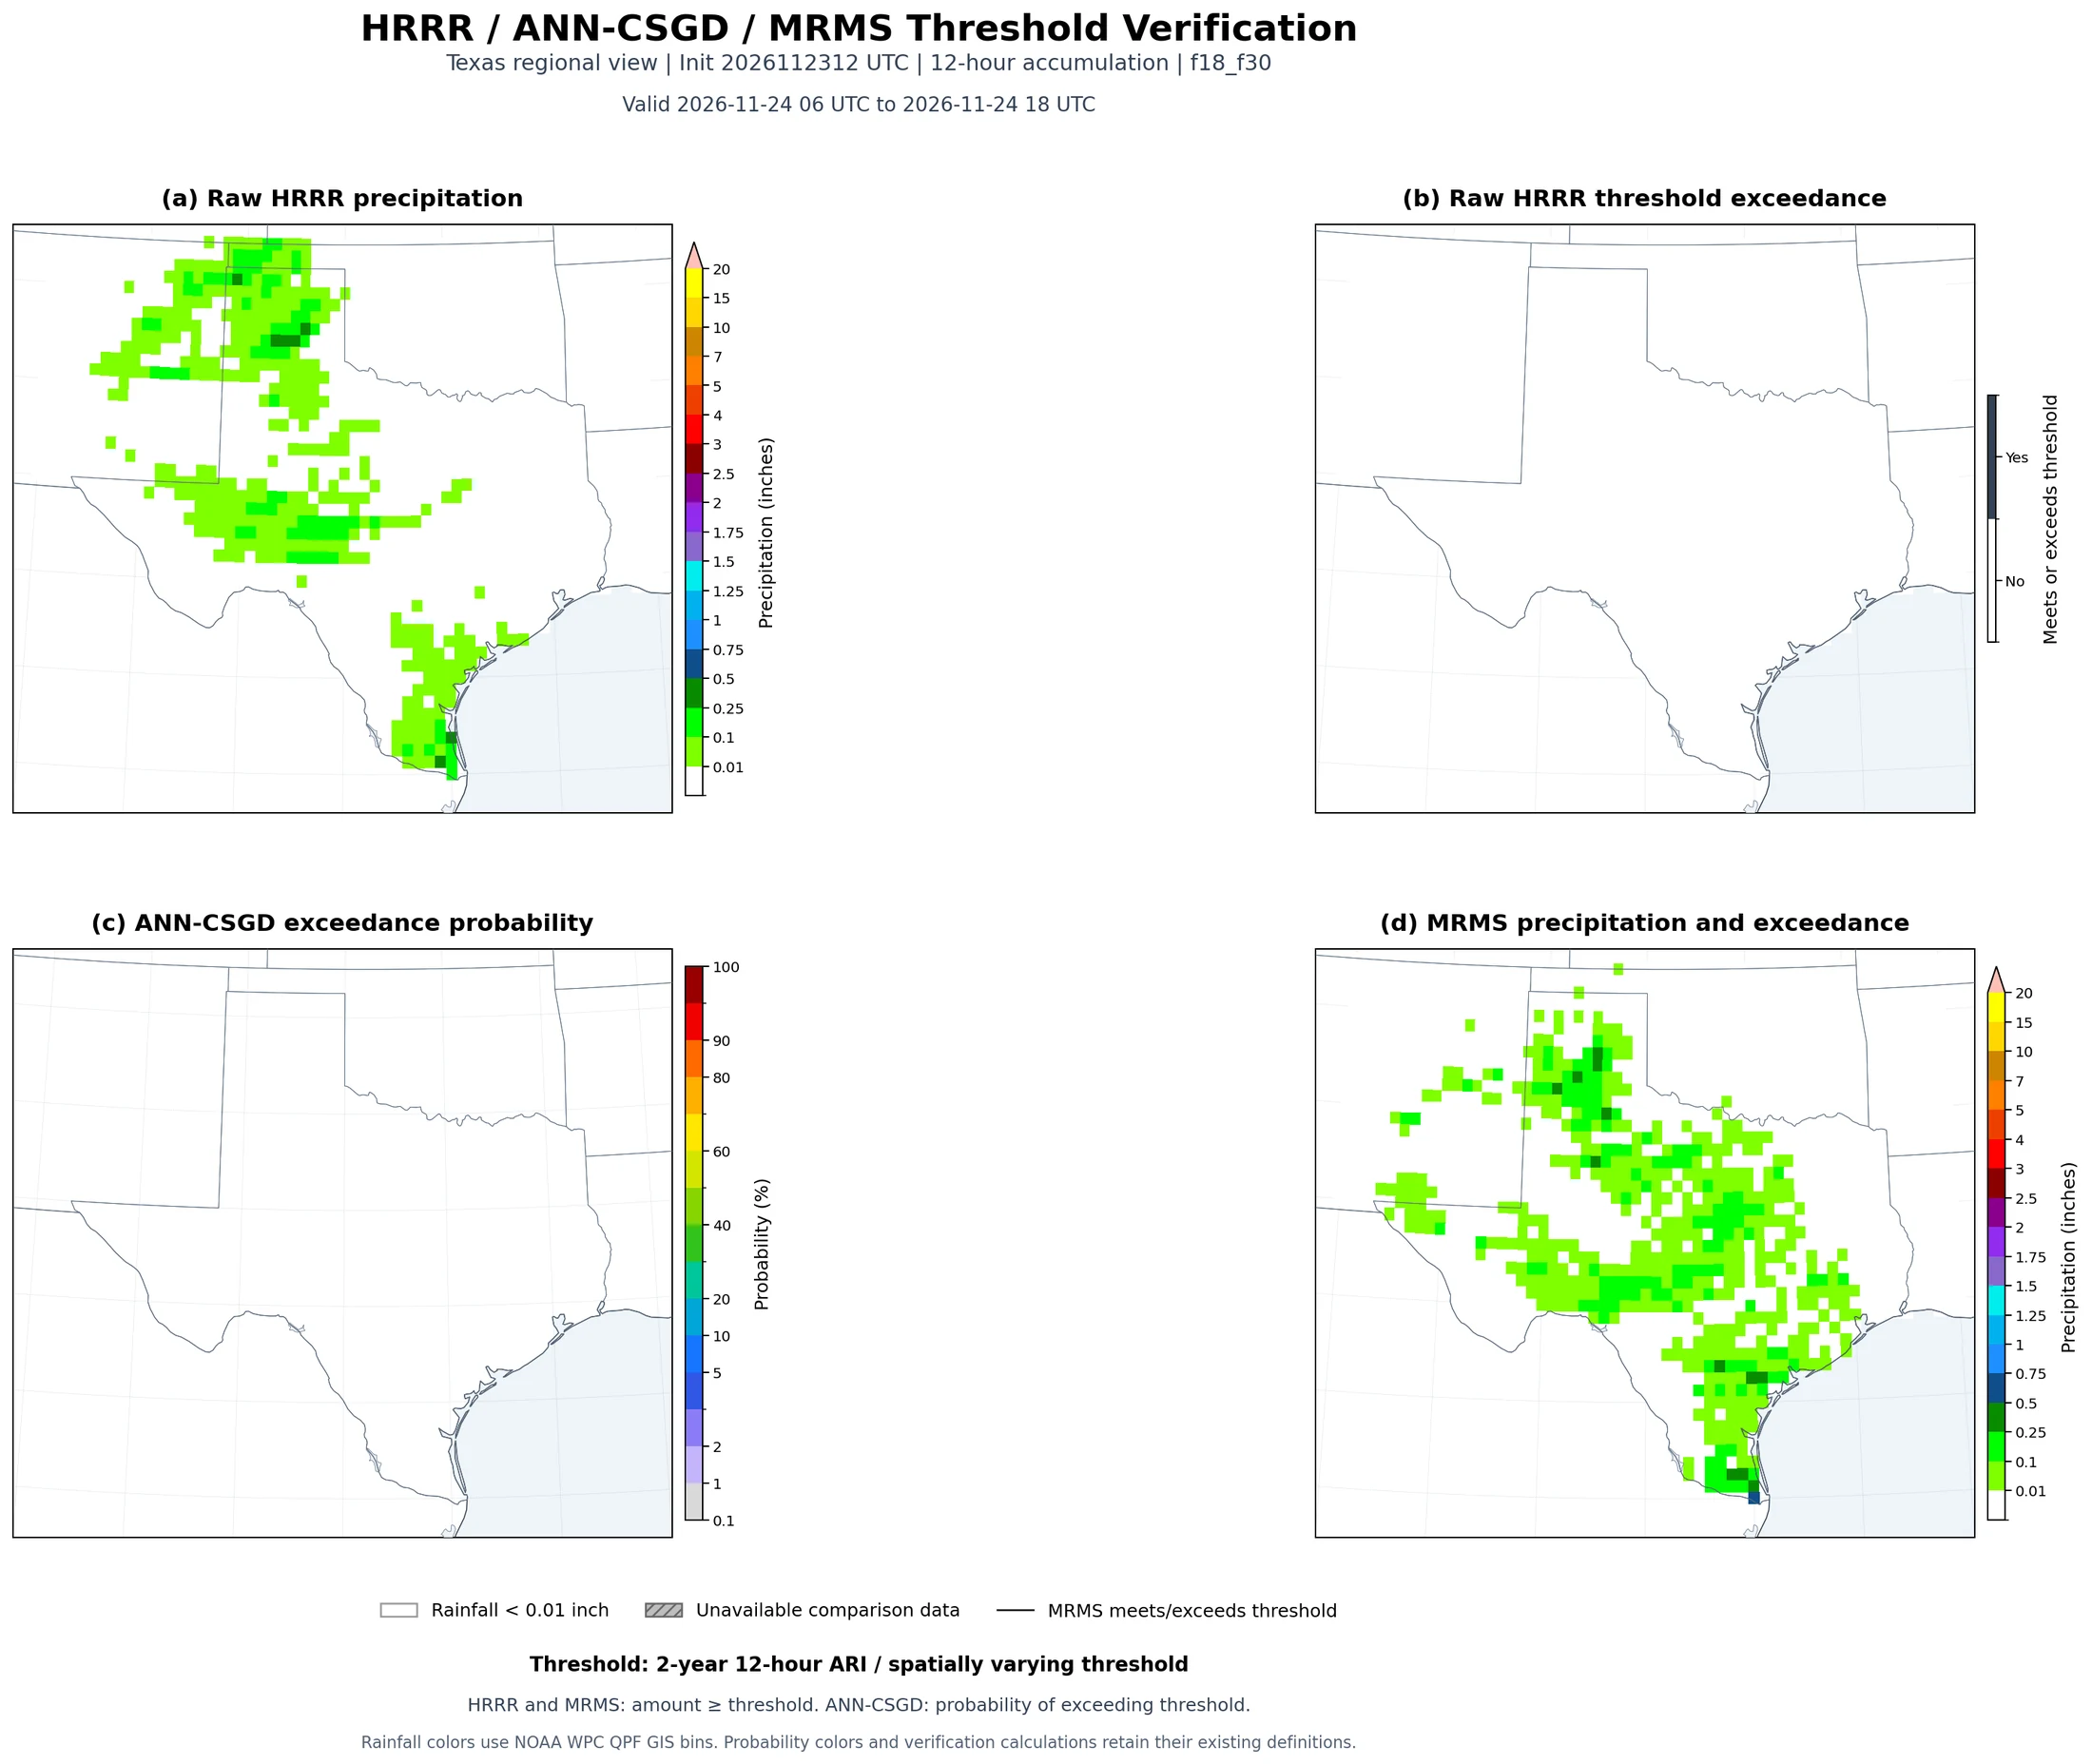 HRRR / ANN-CSGD / MRMS Threshold Verification
Texas regional view | Init 2026112312 UTC | 12-hour accumulation | f18_f30
Valid 2026-11-24 06 UTC to 2026-11-24 18 UTC
(a) Raw HRRR precipitation
20
15
10
7
5
4
3
2.5
2
1.75
1.5
1.25
1
0.75
0.5
0.25
0.1
0.01
Precipitation (inches)
(b) Raw HRRR threshold exceedance
Yes
No
Meets or exceeds threshold
(c) ANN-CSGD exceedance probability
100
90
80
60
40
20
10
5
2
1
0.1
Probability (%)
(d) MRMS precipitation and exceedance
20
15
10
7
5
4
3
2.5
2
1.75
1.5
1.25
1
0.75
0.5
0.25
0.1
0.01
Precipitation (inches)
Rainfall < 0.01 inch
Unavailable comparison data
MRMS meets/exceeds threshold
Threshold: 2-year 12-hour ARI / spatially varying threshold
HRRR and MRMS: amount ≥ threshold. ANN-CSGD: probability of exceeding threshold.
Rainfall colors use NOAA WPC QPF GIS bins. Probability colors and verification calculations retain their existing definitions.